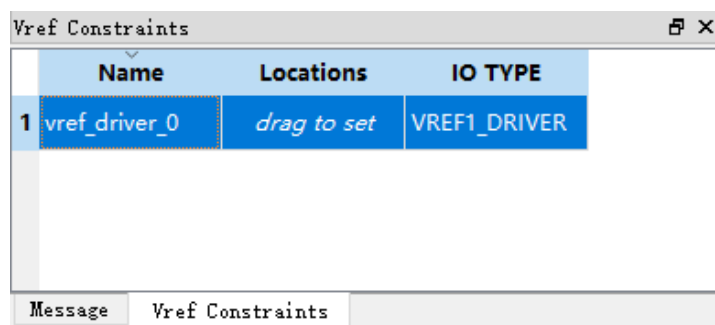 Vref Constraints
Name Locations IO TYPE
1 vref_driver_0 drag to set VREF1_DRIVER
Message Vref Constraints